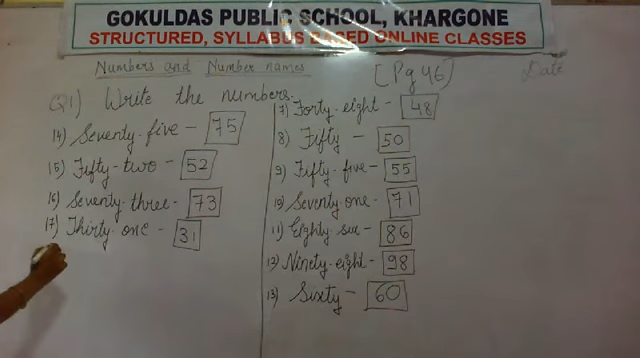 GOKULDAS PUBLIC SCHOOL, KHARGONE
STRUCTURED, SYLLABUS BASED ONLINE CLASSES
Numbers and Number names
[Pg 46]
Date
Q1) Write the numbers.
14) Seventy-five - 75
15) Fifty-two - 52
16) Seventy three - 73
17) Thirty-one - 31
7) Forty-eight - 48
8) Fifty - 50
9) Fifty-five - 55
10) Seventy one - 71
11) Eighty six - 86
12) Ninety-eight - 98
13) Sixty - 60